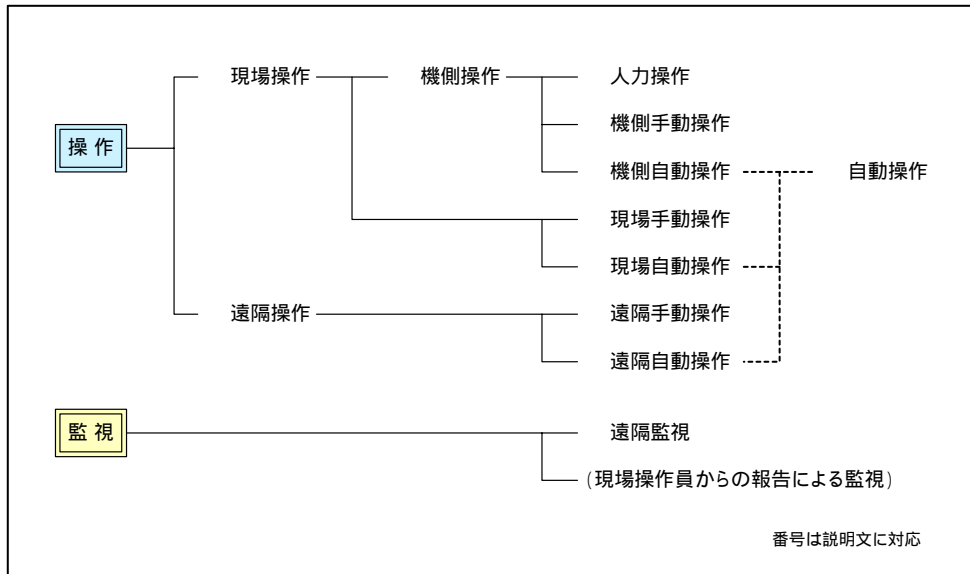 現場操作 機側操作 人力操作
機側手動操作
操作
機側自動操作 自動操作
現場手動操作
現場自動操作
遠隔操作 遠隔手動操作
遠隔自動操作
監視 遠隔監視
(現場操作員からの報告による監視)
番号は説明文に対応